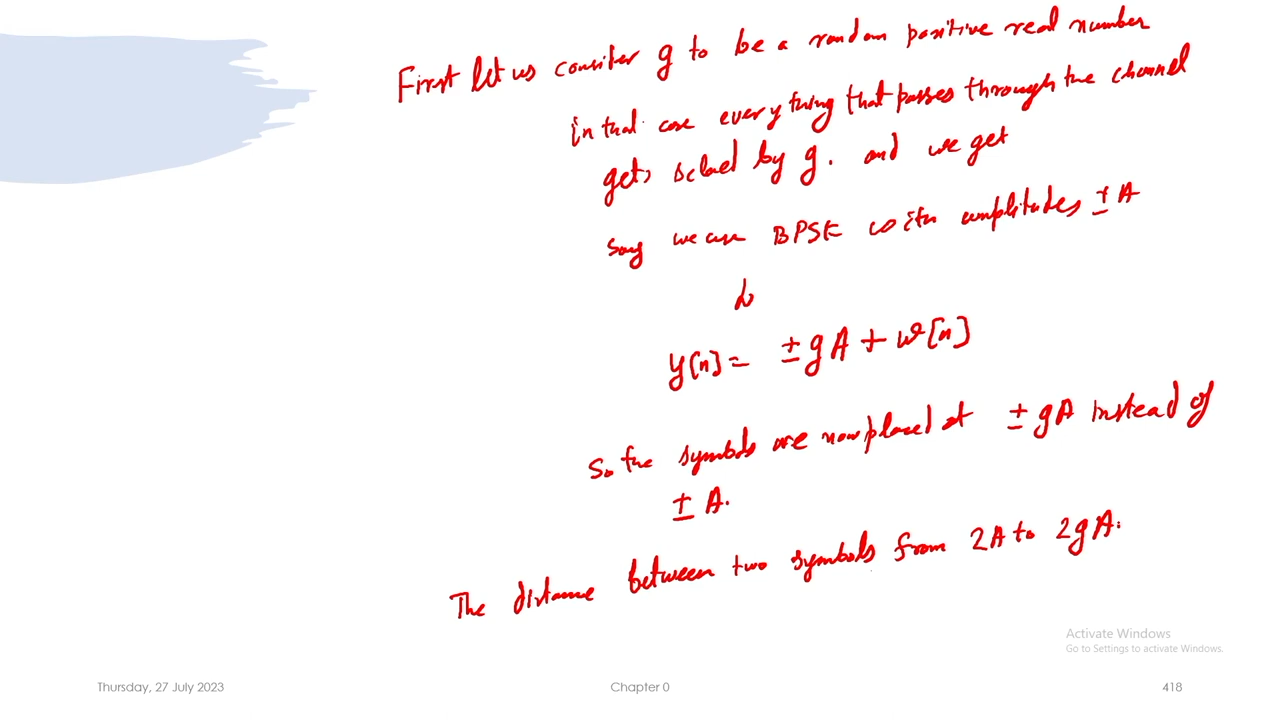 First let us consider g to be a random positive real number
in that case everything that passes through the channel
gets sclaed by g. and we get
say we use BPSK with amplitudes ± A
so
y[n] = ± g A + w[n]
So the symbols are now placed at ± gA instead of
± A.
The distance between two symbols from 2A to 2gA.
Activate Windows
Go to Settings to activate Windows.
Thursday, 27 July 2023
Chapter 0
418